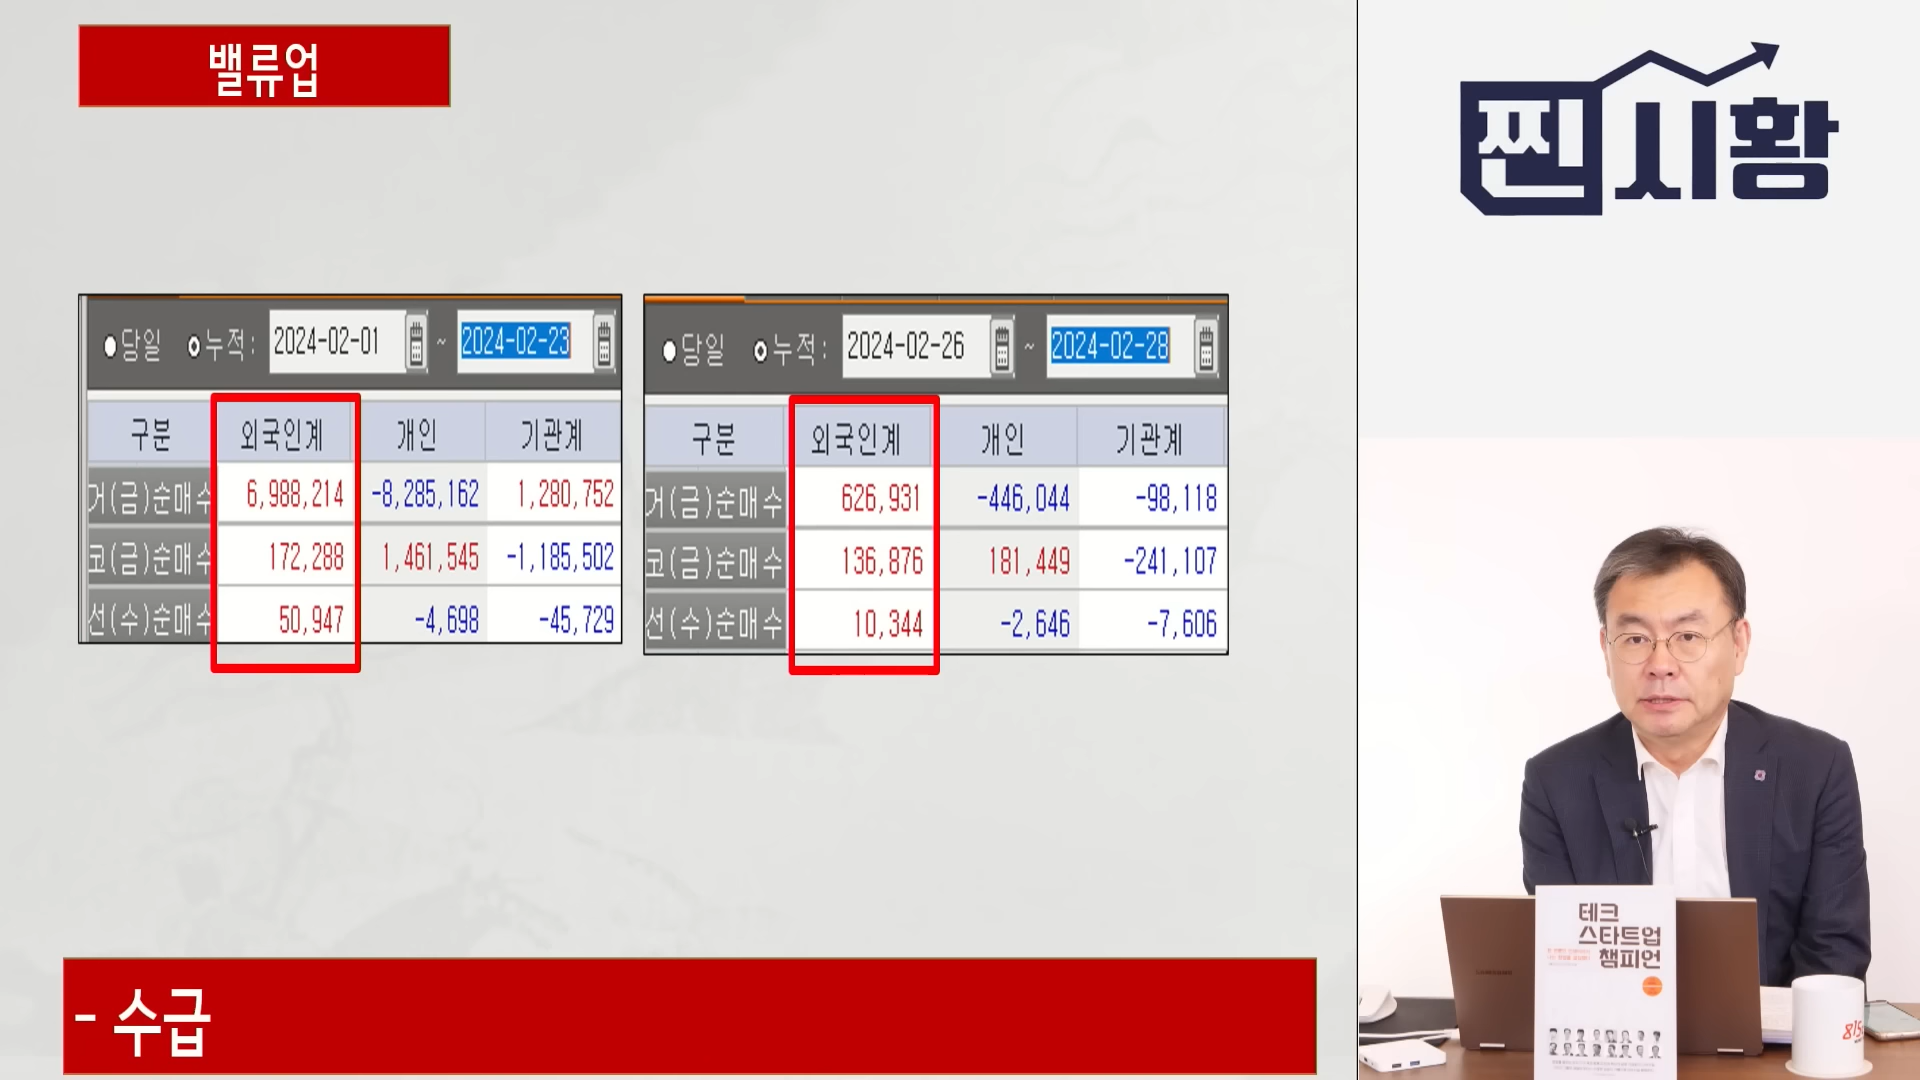 밸류업
당일 누적: 2024-02-01 ~ 2024-02-23
구분 외국인계 개인 기관계
거(금)순매수 6,988,214 -8,285,162 1,280,752
코(금)순매수 172,288 1,461,545 -1,185,502
선(수)순매수 50,947 -4,698 -45,729
당일 누적: 2024-02-26 ~ 2024-02-28
구분 외국인계 개인 기관계
거(금)순매수 626,931 -446,044 -98,118
코(금)순매수 136,876 181,449 -241,107
선(수)순매수 10,344 -2,646 -7,606
- 수급
찐시황
테크
스타트업
챔피언
815